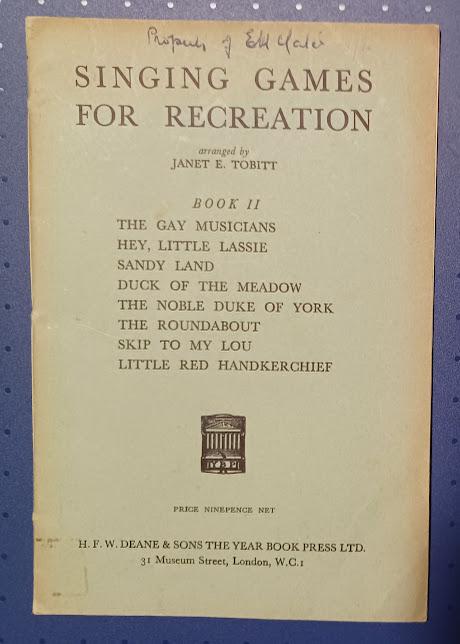 Property of
SINGING GAMES
FOR RECREATION
arranged by
JANET E. TOBITT
BOOK II
THE GAY MUSICIANS
HEY, LITTLE LASSIE
SANDY LAND
DUCK OF THE MEADOW
THE NOBLE DUKE OF YORK
THE ROUNDABOUT
SKIP TO MY LOU
LITTLE RED HANDKERCHIEF
PRICE NINEPENCE NET
H. F. W. DEANE & SONS THE YEAR BOOK PRESS LTD.
31 Museum Street, London, W.C.1